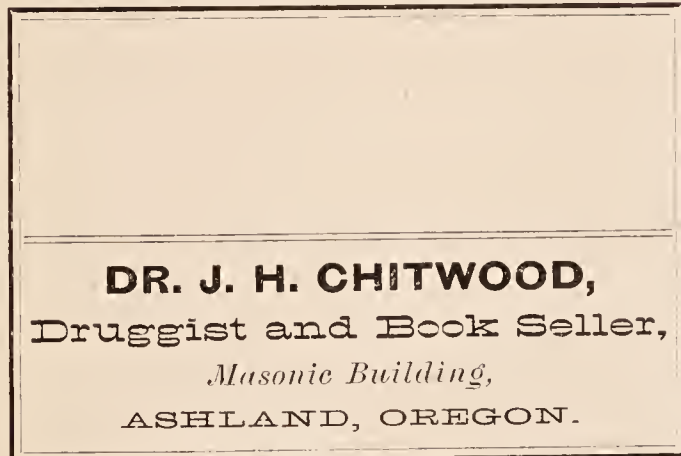 DR. J. H. CHITWOOD,
Druggist and Book Seller,
Masonic Building,
ASHLAND, OREGON.